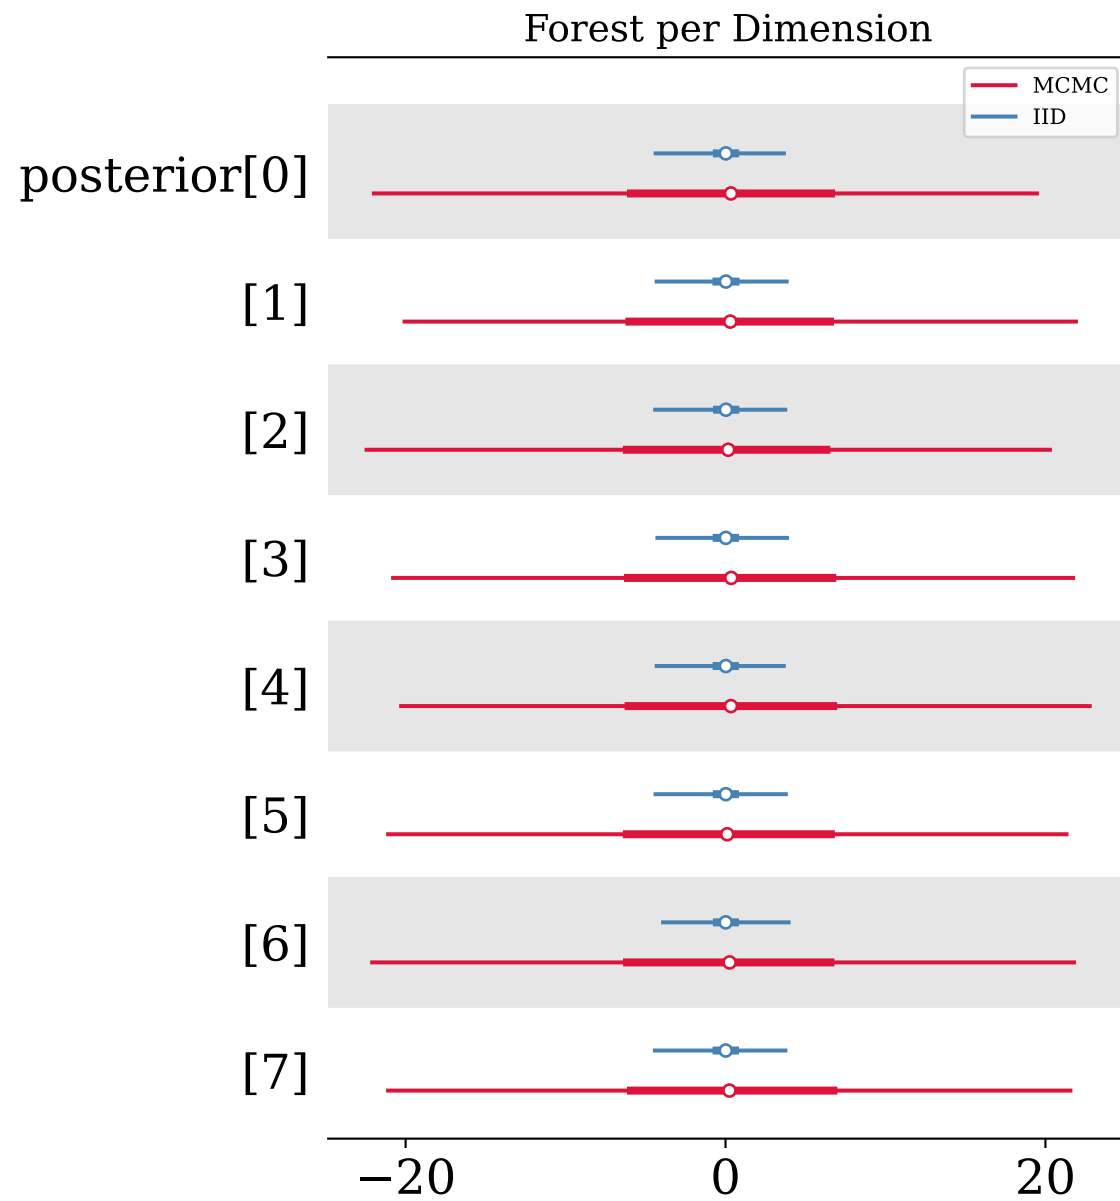 Forest per Dimension
MCMC
IID
posterior[0]
[1]
[2]
[3]
[4]
[5]
[6]
[7]
−20 0 20